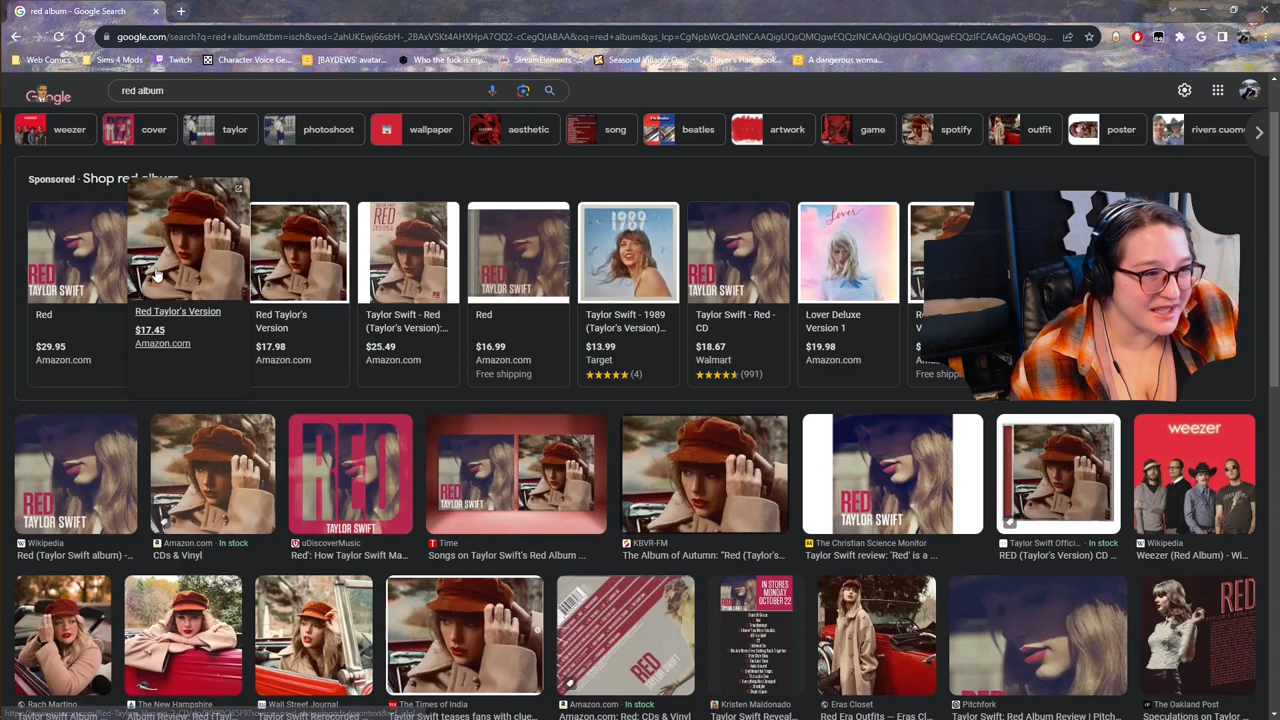 red album - Google Search
google.com/search?q=red+album&tbm=isch&ved=2ahUKEwj66sbH-_2BAxVSKt4AHXHpA7QQ2-cCegQIABAA&oq=red+album&gs_lcp=CgNpbWcQAzINCAAQigUQsQMQgwEQQzINCAAQigUQsQMQgwEQQzIKCAAQigUQsQMQQzIKCAAQigUQsQMQQzINCAAQigUQsQMQgwEQQzIKCAAQigUQsQMQQzINCAAQigUQsQMQgwEQQzIFCAAQgAQyBQg...
Web Comics
Sims 4 Mods
Twitch
Character Voice Ge...
[BAYDEWS' avatar...
Who the fuck is my...
StreamElements
Seasonal Villager O...
Player's Handbook...
A dangerous woma...
Google
red album
weezer
cover
taylor
photoshoot
wallpaper
aesthetic
song
beatles
artwork
game
spotify
outfit
poster
rivers cuomo
Sponsored · Shop red album
RED
TAYLOR SWIFT
RED
1989
Lover
Red
Red Taylor's Version
Red Taylor's
Version
Taylor Swift - Red
(Taylor's Version):...
Red
Taylor Swift - 1989
(Taylor's Version)...
Taylor Swift - Red -
CD
Lover Deluxe
Version 1
$29.95
$17.45
$17.98
$25.49
$16.99
$13.99
$18.67
$19.98
Amazon.com
Amazon.com
Amazon.com
Amazon.com
Amazon.com
Target
Walmart
Amazon.com
Free shipping
(4)
(991)
Free shippin
RED
TAYLOR SWIFT
RED
TAYLOR SWIFT
RED
TAYLOR SWIFT
RED
TAYLOR SWIFT
weezer
Wikipedia
Red (Taylor Swift album) -...
Amazon.com · In stock
CDs & Vinyl
uDiscoverMusic
Red': How Taylor Swift Ma...
Time
Songs on Taylor Swift's Red Album ...
KBVR-FM
The Album of Autumn: "Red (Taylor's...
The Christian Science Monitor
Taylor Swift review: 'Red' is a ...
Taylor Swift Offici... · In stock
RED (Taylor's Version) CD ...
Wikipedia
Weezer (Red Album) - Wi...
RED
IN STORES
MONDAY
OCTOBER 22
RED
Rach Martino
Taylor Swift Album
The New Hampshire
Album Review: Red (Tayl...
Wall Street Journal
Taylor Swift Rerecorded
The Times of India
Taylor Swift teases fans with clue...
Amazon.com · In stock
Amazon.com: Red: CDs & Vinyl
Kristen Maldonado
Taylor Swift Reveal...
Eras Closet
Red Era Outfits — Eras Cl...
Pitchfork
Taylor Swift: Red Album Review | Pitch...
The Oakland Post
Speculations on Taylor ...